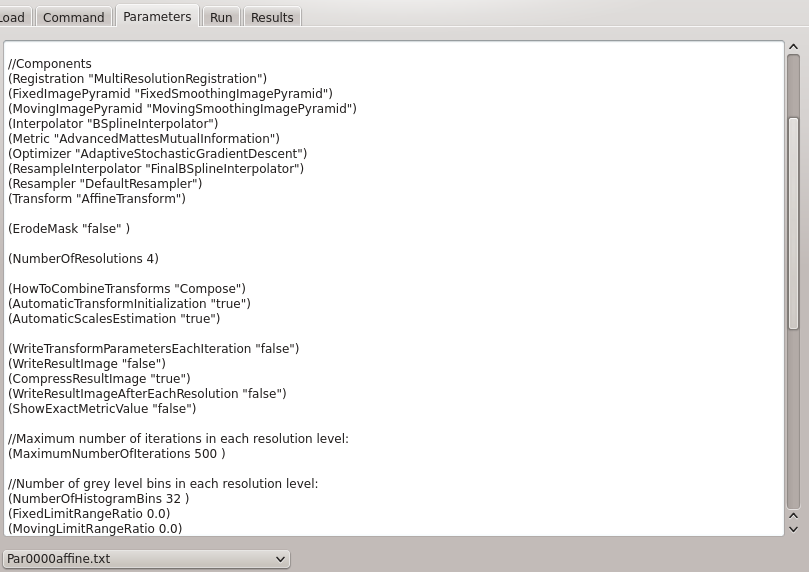 Load Command Parameters Run Results
//Components
(Registration "MultiResolutionRegistration")
(FixedImagePyramid "FixedSmoothingImagePyramid")
(MovingImagePyramid "MovingSmoothingImagePyramid")
(Interpolator "BSplineInterpolator")
(Metric "AdvancedMattesMutualInformation")
(Optimizer "AdaptiveStochasticGradientDescent")
(ResampleInterpolator "FinalBSplineInterpolator")
(Resampler "DefaultResampler")
(Transform "AffineTransform")
(ErodeMask "false" )
(NumberOfResolutions 4)
(HowToCombineTransforms "Compose")
(AutomaticTransformInitialization "true")
(AutomaticScalesEstimation "true")
(WriteTransformParametersEachIteration "false")
(WriteResultImage "false")
(CompressResultImage "true")
(WriteResultImageAfterEachResolution "false")
(ShowExactMetricValue "false")
//Maximum number of iterations in each resolution level:
(MaximumNumberOfIterations 500 )
//Number of grey level bins in each resolution level:
(NumberOfHistogramBins 32 )
(FixedLimitRangeRatio 0.0)
(MovingLimitRangeRatio 0.0)
Par0000affine.txt